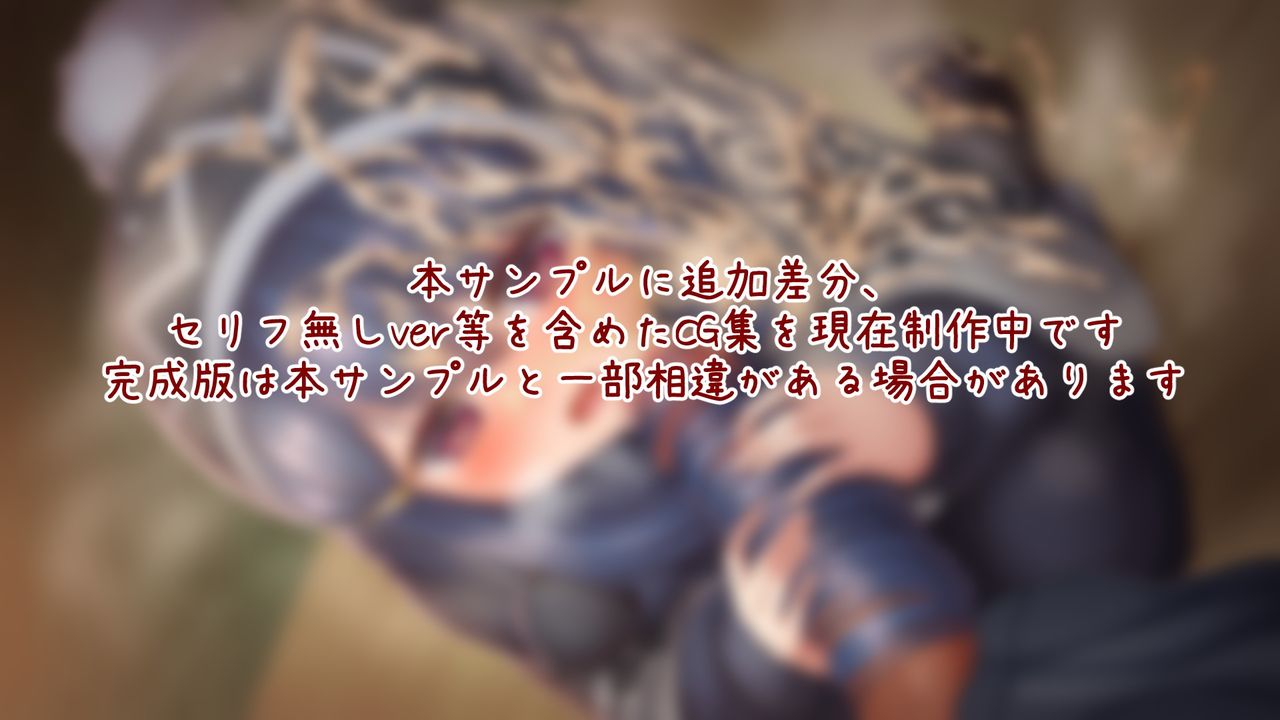 本サンプルに追加差分、
セリフ無しver等を含めたCG集を現在制作中です
完成版は本サンプルと一部相違がある場合があります